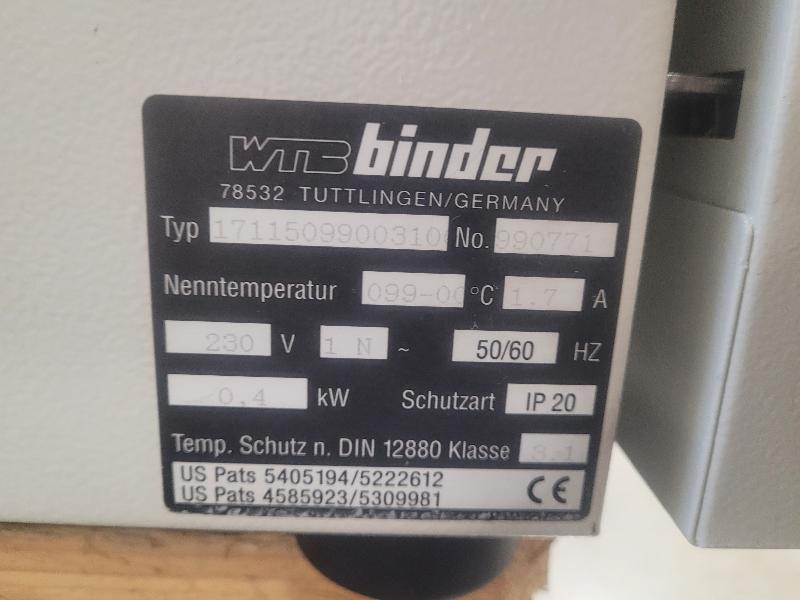 WTB binder
78532 TUTTLINGEN/GERMANY
Typ 17115099003100 No. 990771
Nenntemperatur 099-00 °C 1.7 A
230 V 1 N ~ 50/60 HZ
0,4 kW Schutzart IP 20
Temp. Schutz n. DIN 12880 Klasse 3.1
US Pats 5405194/5222612
US Pats 4585923/5309981
CE